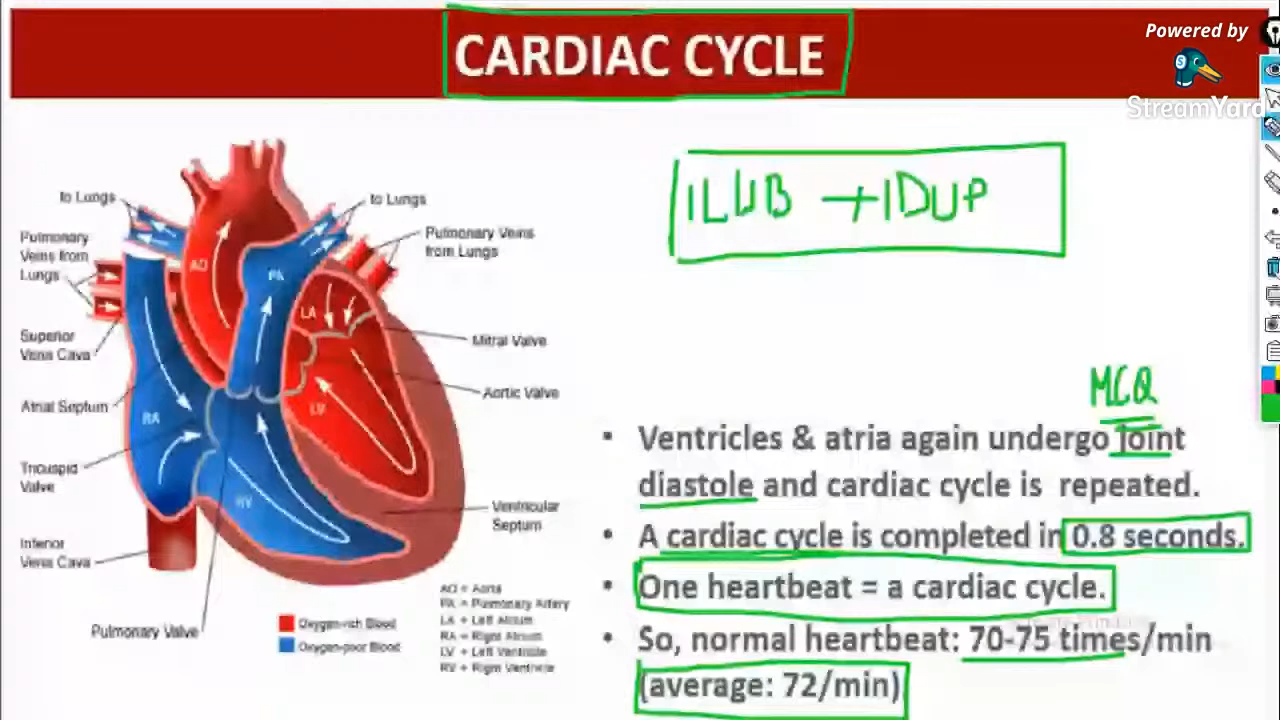 CARDIAC CYCLE
Powered by
StreamYard
1LUB + 1DUP
to Lungs
to Lungs
Pulmonary
Veins from
Lungs
Pulmonary Veins
from Lungs
Superior
Vena Cava
Mitral Valve
Aortic Valve
Atrial Septum
Tricuspid
Valve
Ventricular
Septum
Inferior
Vena Cava
Pulmonary Valve
AO
PA
LA
RA
LV
RV
Oxygen-rich Blood
Oxygen-poor Blood
AO = Aorta
PA = Pulmonary Artery
LA = Left Atrium
RA = Right Atrium
LV = Left Ventricle
RV = Right Ventricle
MCQ
• Ventricles & atria again undergo joint
diastole and cardiac cycle is repeated.
• A cardiac cycle is completed in 0.8 seconds.
• One heartbeat = a cardiac cycle.
• So, normal heartbeat: 70-75 times/min
(average: 72/min)